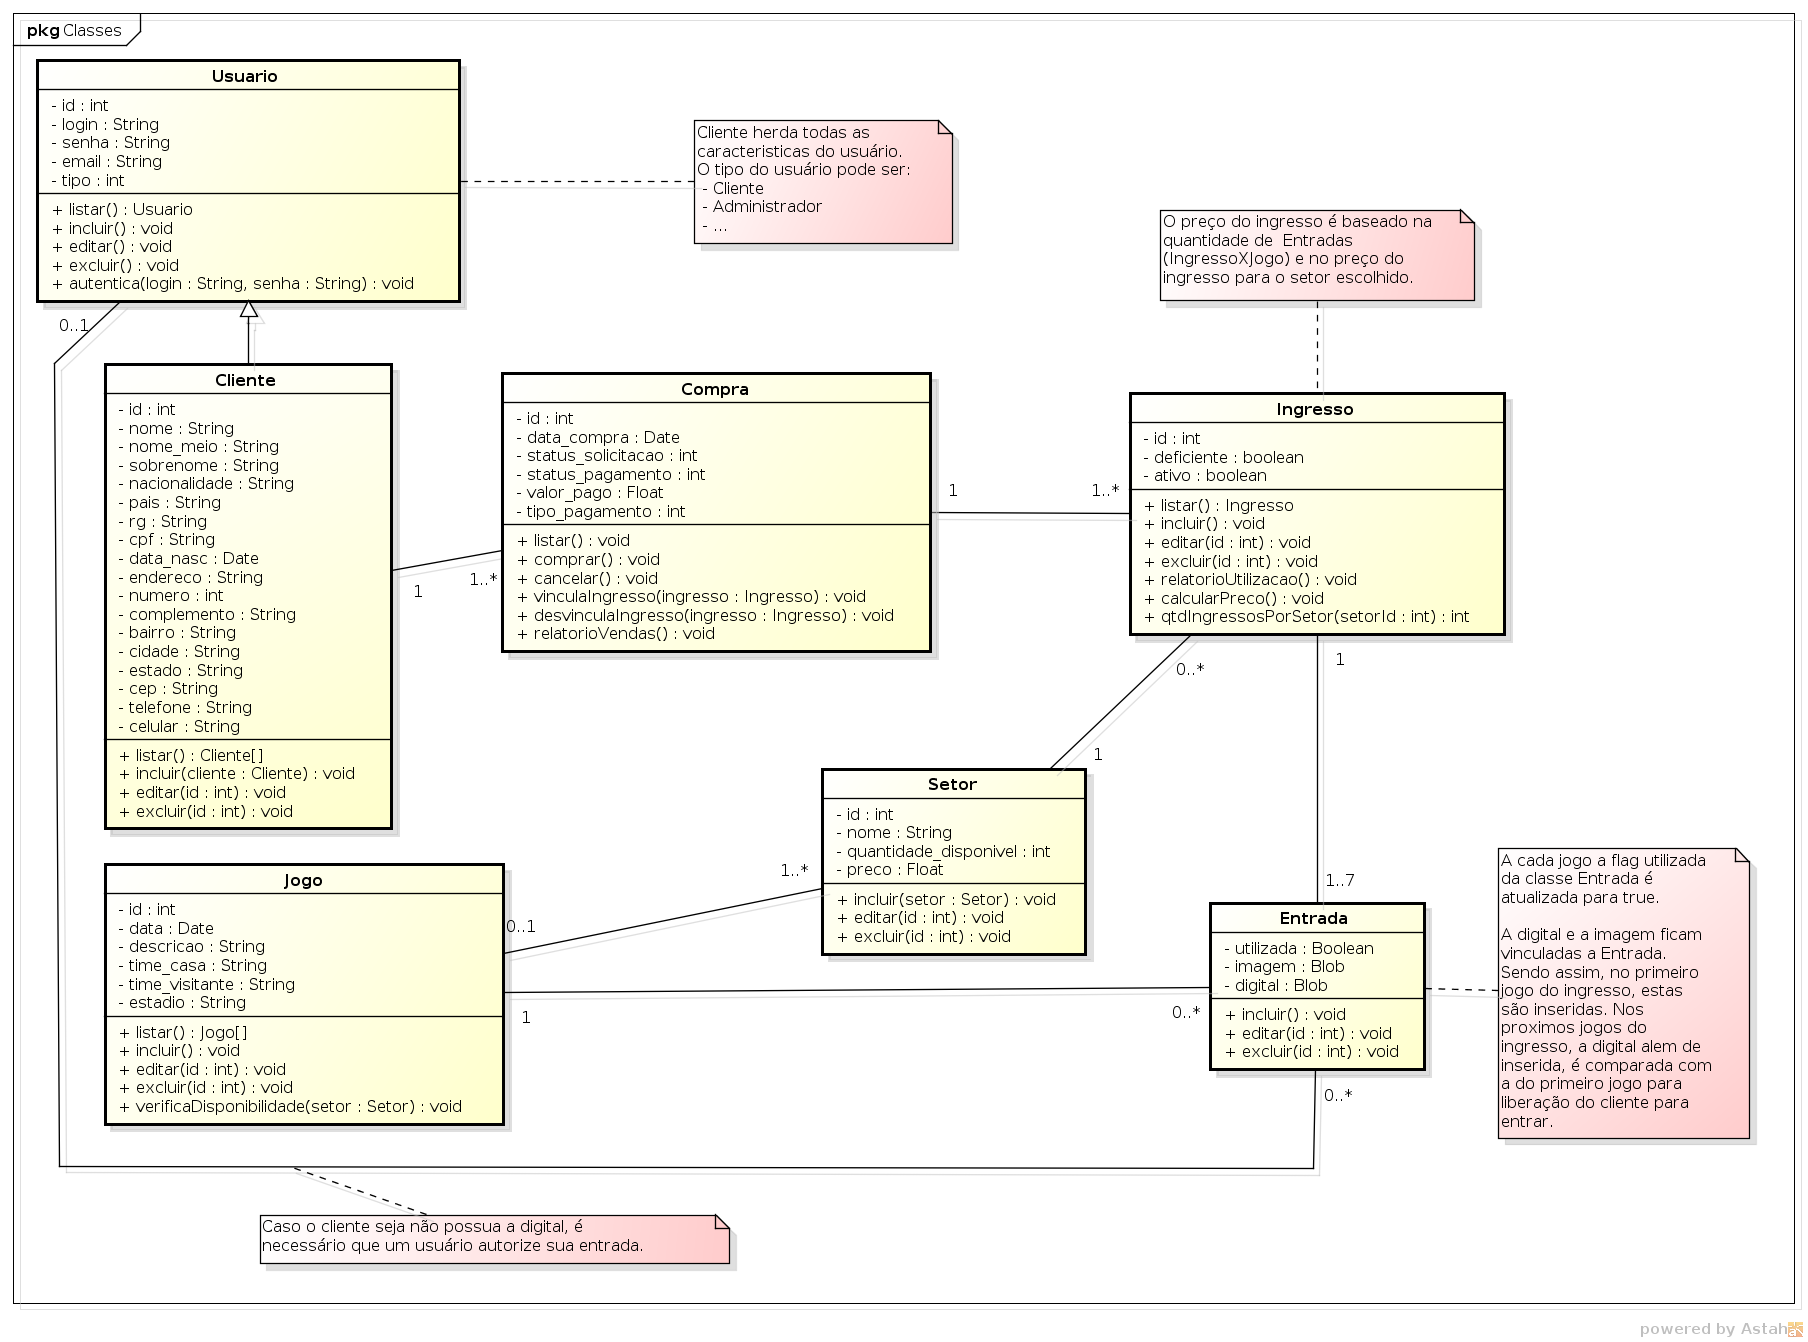 pkg Classes
Usuario
- id : int
- login : String
- senha : String
- email : String
- tipo : int
+ listar() : Usuario
+ incluir() : void
+ editar() : void
+ excluir() : void
+ autentica(login : String, senha : String) : void
Cliente herda todas as
caracteristicas do usuário.
O tipo do usuário pode ser:
- Cliente
- Administrador
- ...
O preço do ingresso é baseado na
quantidade de Entradas
(IngressoXJogo) e no preço do
ingresso para o setor escolhido.
0..1
Cliente
- id : int
- nome : String
- nome_meio : String
- sobrenome : String
- nacionalidade : String
- pais : String
- rg : String
- cpf : String
- data_nasc : Date
- endereco : String
- numero : int
- complemento : String
- bairro : String
- cidade : String
- estado : String
- cep : String
- telefone : String
- celular : String
+ listar() : Cliente[]
+ incluir(cliente : Cliente) : void
+ editar(id : int) : void
+ excluir(id : int) : void
1
1..*
Compra
- id : int
- data_compra : Date
- status_solicitacao : int
- status_pagamento : int
- valor_pago : Float
- tipo_pagamento : int
+ listar() : void
+ comprar() : void
+ cancelar() : void
+ vinculaIngresso(ingresso : Ingresso) : void
+ desvinculaIngresso(ingresso : Ingresso) : void
+ relatorioVendas() : void
1
1..*
Ingresso
- id : int
- deficiente : boolean
- ativo : boolean
+ listar() : Ingresso
+ incluir() : void
+ editar(id : int) : void
+ excluir(id : int) : void
+ relatorioUtilizacao() : void
+ calcularPreco() : void
+ qtdIngressosPorSetor(setorId : int) : int
0..*
1
1
Setor
- id : int
- nome : String
- quantidade_disponivel : int
- preco : Float
+ incluir(setor : Setor) : void
+ editar(id : int) : void
+ excluir(id : int) : void
1..*
0..1
Jogo
- id : int
- data : Date
- descricao : String
- time_casa : String
- time_visitante : String
- estadio : String
+ listar() : Jogo[]
+ incluir() : void
+ editar(id : int) : void
+ excluir(id : int) : void
+ verificaDisponibilidade(setor : Setor) : void
1
0..*
1..7
Entrada
- utilizada : Boolean
- imagem : Blob
- digital : Blob
+ incluir() : void
+ editar(id : int) : void
+ excluir(id : int) : void
0..*
A cada jogo a flag utilizada
da classe Entrada é
atualizada para true.
A digital e a imagem ficam
vinculadas a Entrada.
Sendo assim, no primeiro
jogo do ingresso, estas
são inseridas. Nos
proximos jogos do
ingresso, a digital alem de
inserida, é comparada com
a do primeiro jogo para
liberação do cliente para
entrar.
Caso o cliente seja não possua a digital, é
necessário que um usuário autorize sua entrada.
powered by Astah